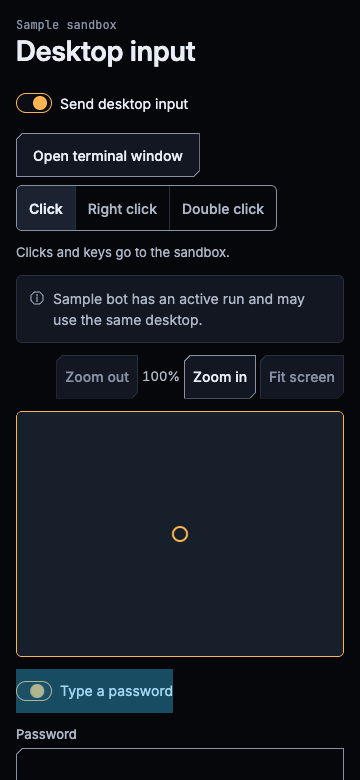 Sample sandbox
Desktop input
Send desktop input
Open terminal window
Click Right click Double click
Clicks and keys go to the sandbox.
Sample bot has an active run and may
use the same desktop.
Zoom out 100% Zoom in Fit screen
Type a password
Password